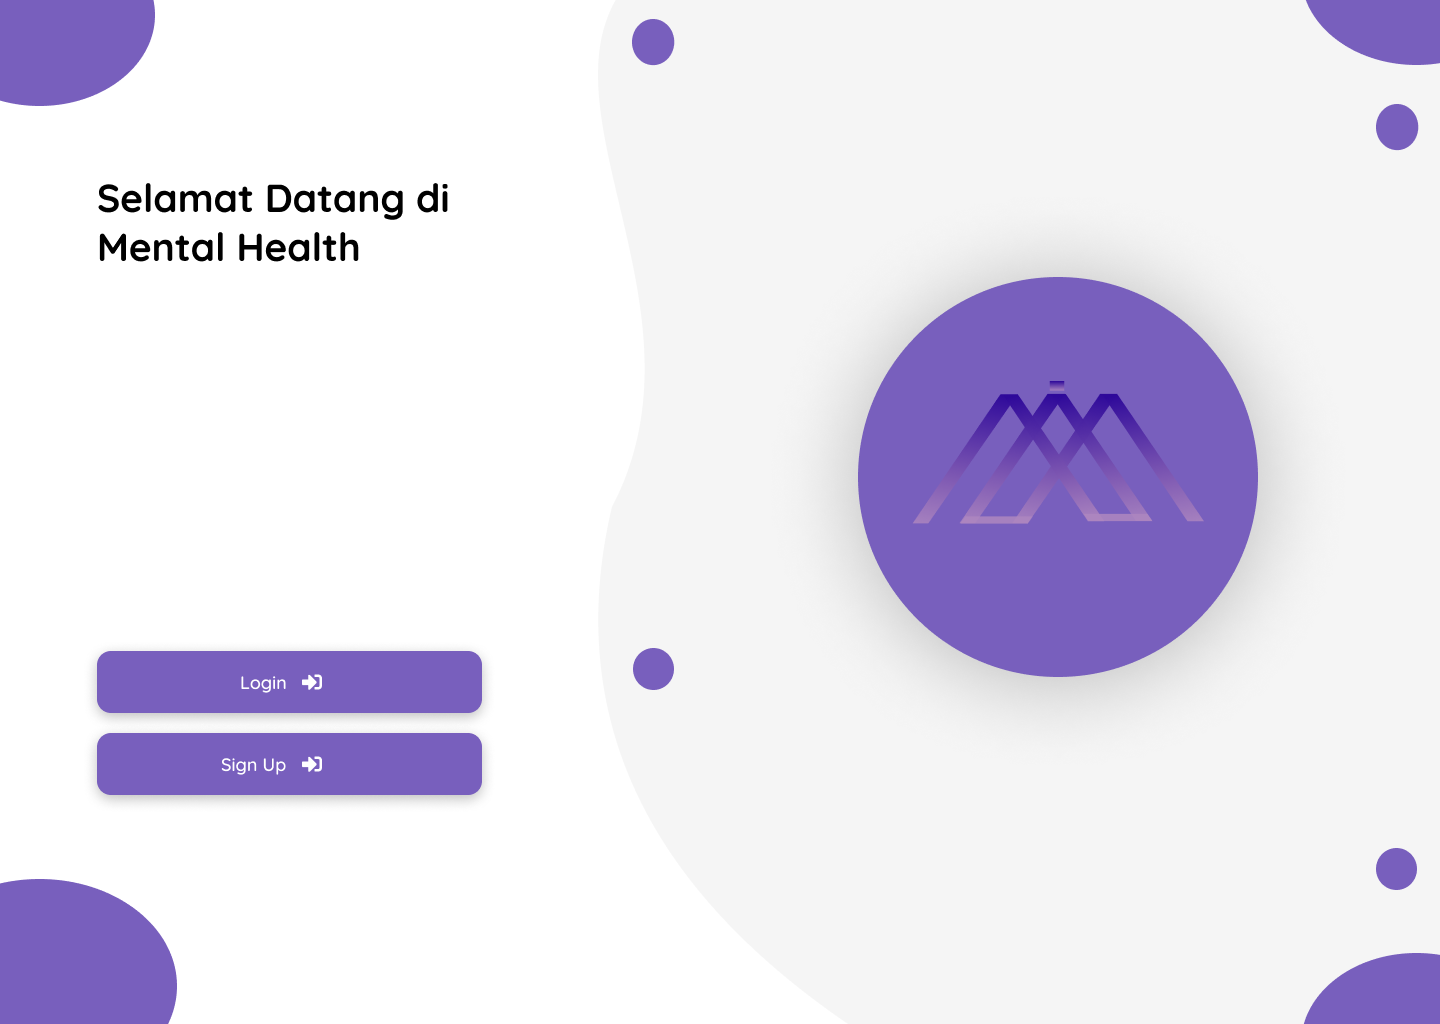 Selamat Datang di
Mental Health
Login
Sign Up